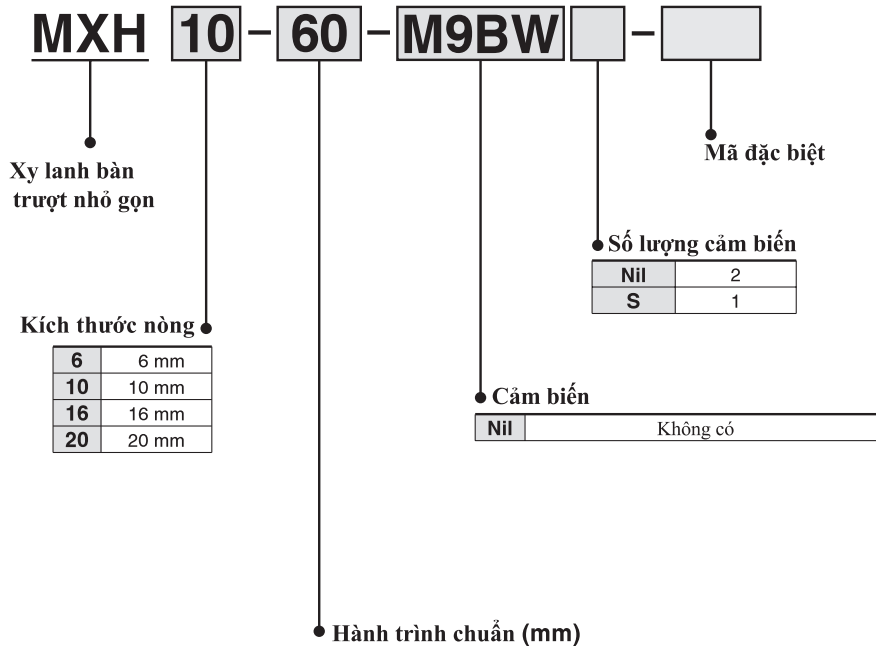 MXH 10 - 60 - M9BW -
Xy lanh bàn
trượt nhỏ gọn
Mã đặc biệt
Số lượng cảm biến
Nil 2
S 1
Kích thước nòng
6 6 mm
10 10 mm
16 16 mm
20 20 mm
Cảm biến
Nil Không có
Hành trình chuẩn (mm)